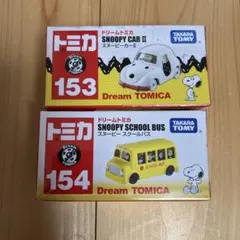 トミカ
ドリームトミカ
SNOOPY CAR II
スヌーピーカーII
TAKARA TOMY
153
Dream TOMICA
トミカ
ドリームトミカ
SNOOPY SCHOOL BUS
スヌーピー スクールバス
TAKARA TOMY
154
Dream TOMICA